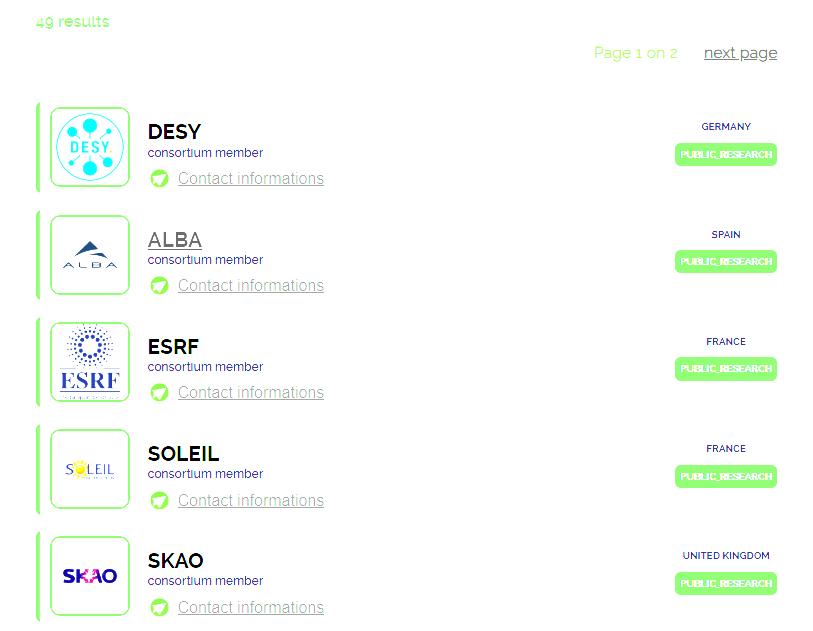 49 results
Page 1 on 2 next page
DESY
DESY
consortium member
Contact informations
GERMANY
PUBLIC_RESEARCH
ALBA
ALBA
consortium member
Contact informations
SPAIN
PUBLIC_RESEARCH
ESRF
ESRF
consortium member
Contact informations
FRANCE
PUBLIC_RESEARCH
SOLEIL
SOLEIL
consortium member
Contact informations
FRANCE
PUBLIC_RESEARCH
SKAO
SKAO
consortium member
Contact informations
UNITED KINGDOM
PUBLIC_RESEARCH